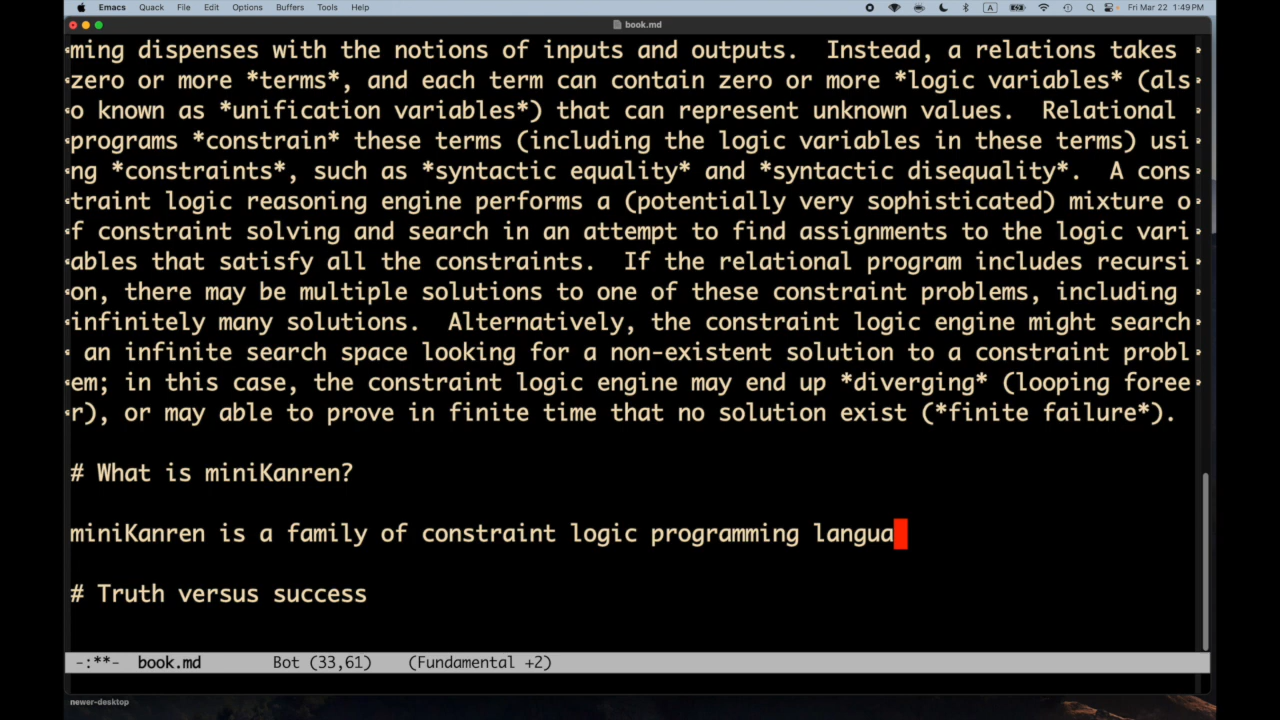 Emacs Quack File Edit Options Buffers Tools Help A Fri Mar 22 1:49 PM
book.md
ming dispenses with the notions of inputs and outputs.  Instead, a relations takes
zero or more *terms*, and each term can contain zero or more *logic variables* (als
o known as *unification variables*) that can represent unknown values.  Relational
programs *constrain* these terms (including the logic variables in these terms) usi
ng *constraints*, such as *syntactic equality* and *syntactic disequality*.  A cons
traint logic reasoning engine performs a (potentially very sophisticated) mixture o
f constraint solving and search in an attempt to find assignments to the logic vari
ables that satisfy all the constraints.  If the relational program includes recursi
on, there may be multiple solutions to one of these constraint problems, including
infinitely many solutions.  Alternatively, the constraint logic engine might search
an infinite search space looking for a non-existent solution to a constraint probl
em; in this case, the constraint logic engine may end up *diverging* (looping foree
r), or may able to prove in finite time that no solution exist (*finite failure*).
# What is miniKanren?
miniKanren is a family of constraint logic programming langua
# Truth versus success
-:**-  book.md      Bot (33,61)   (Fundamental +2)
newer-desktop